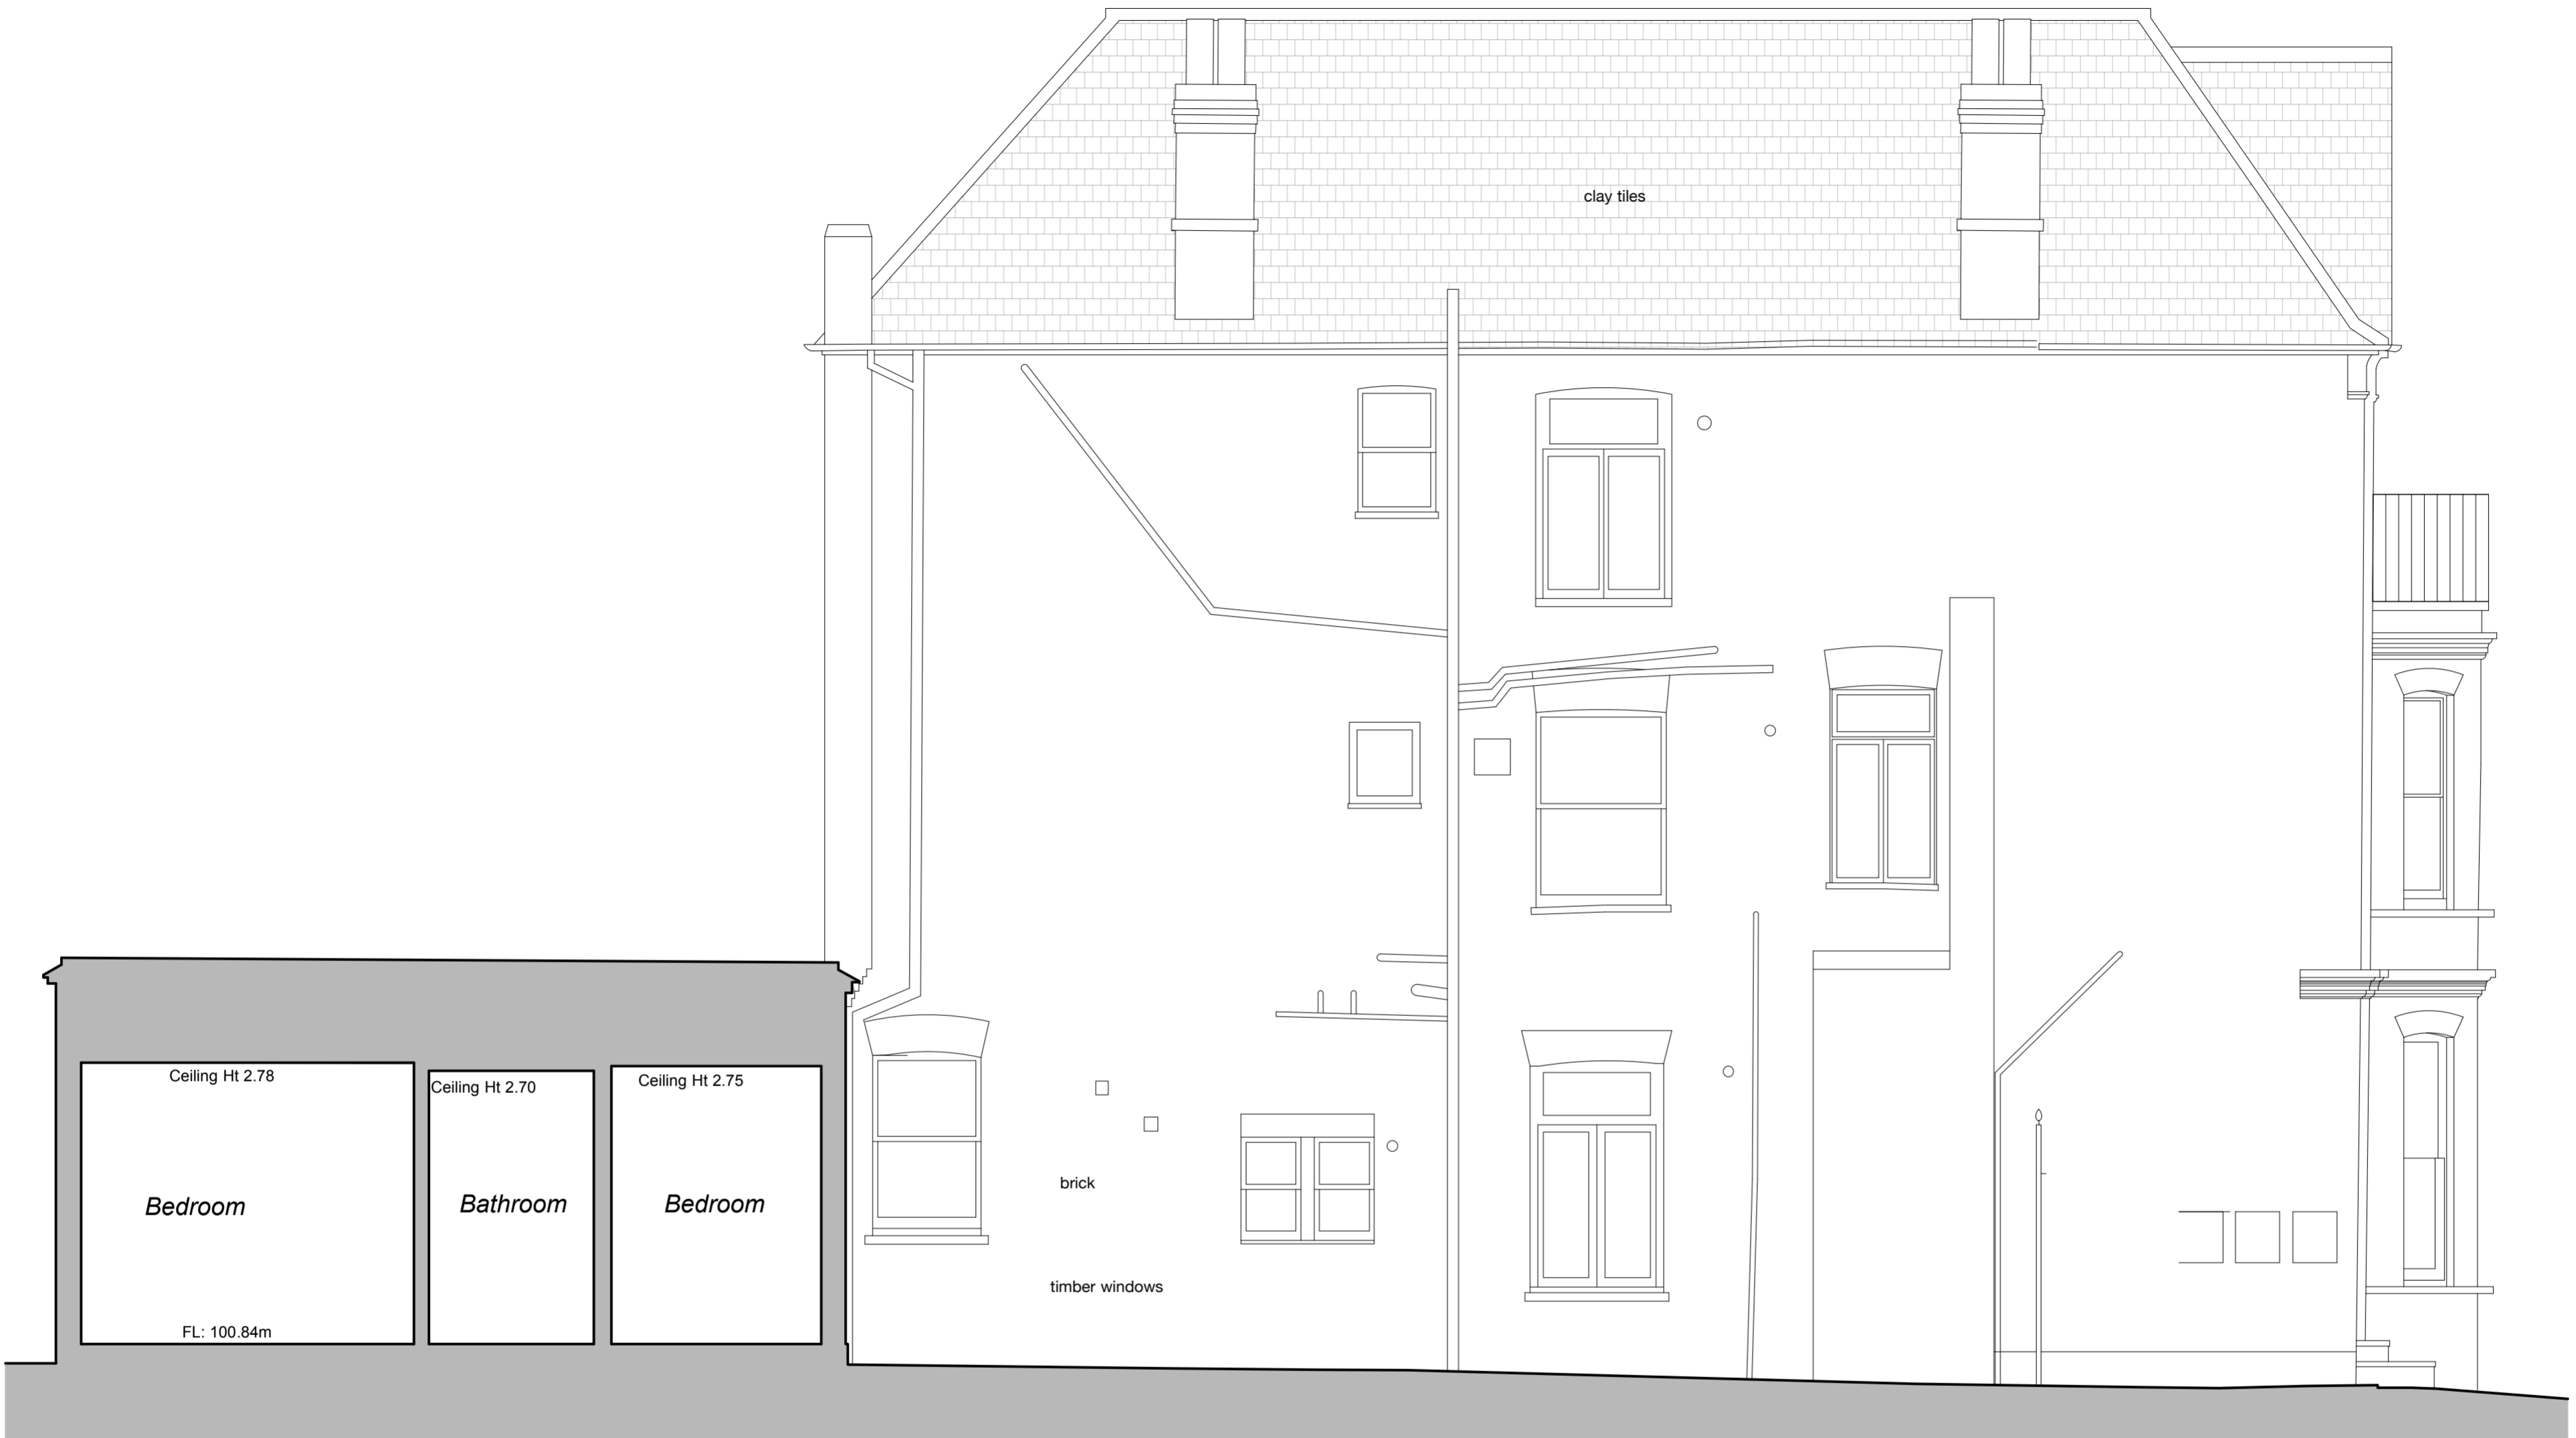 clay tiles
Ceiling Ht 2.78
Ceiling Ht 2.70
Ceiling Ht 2.75
Bedroom
Bathroom
Bedroom
brick
timber windows
FL: 100.84m